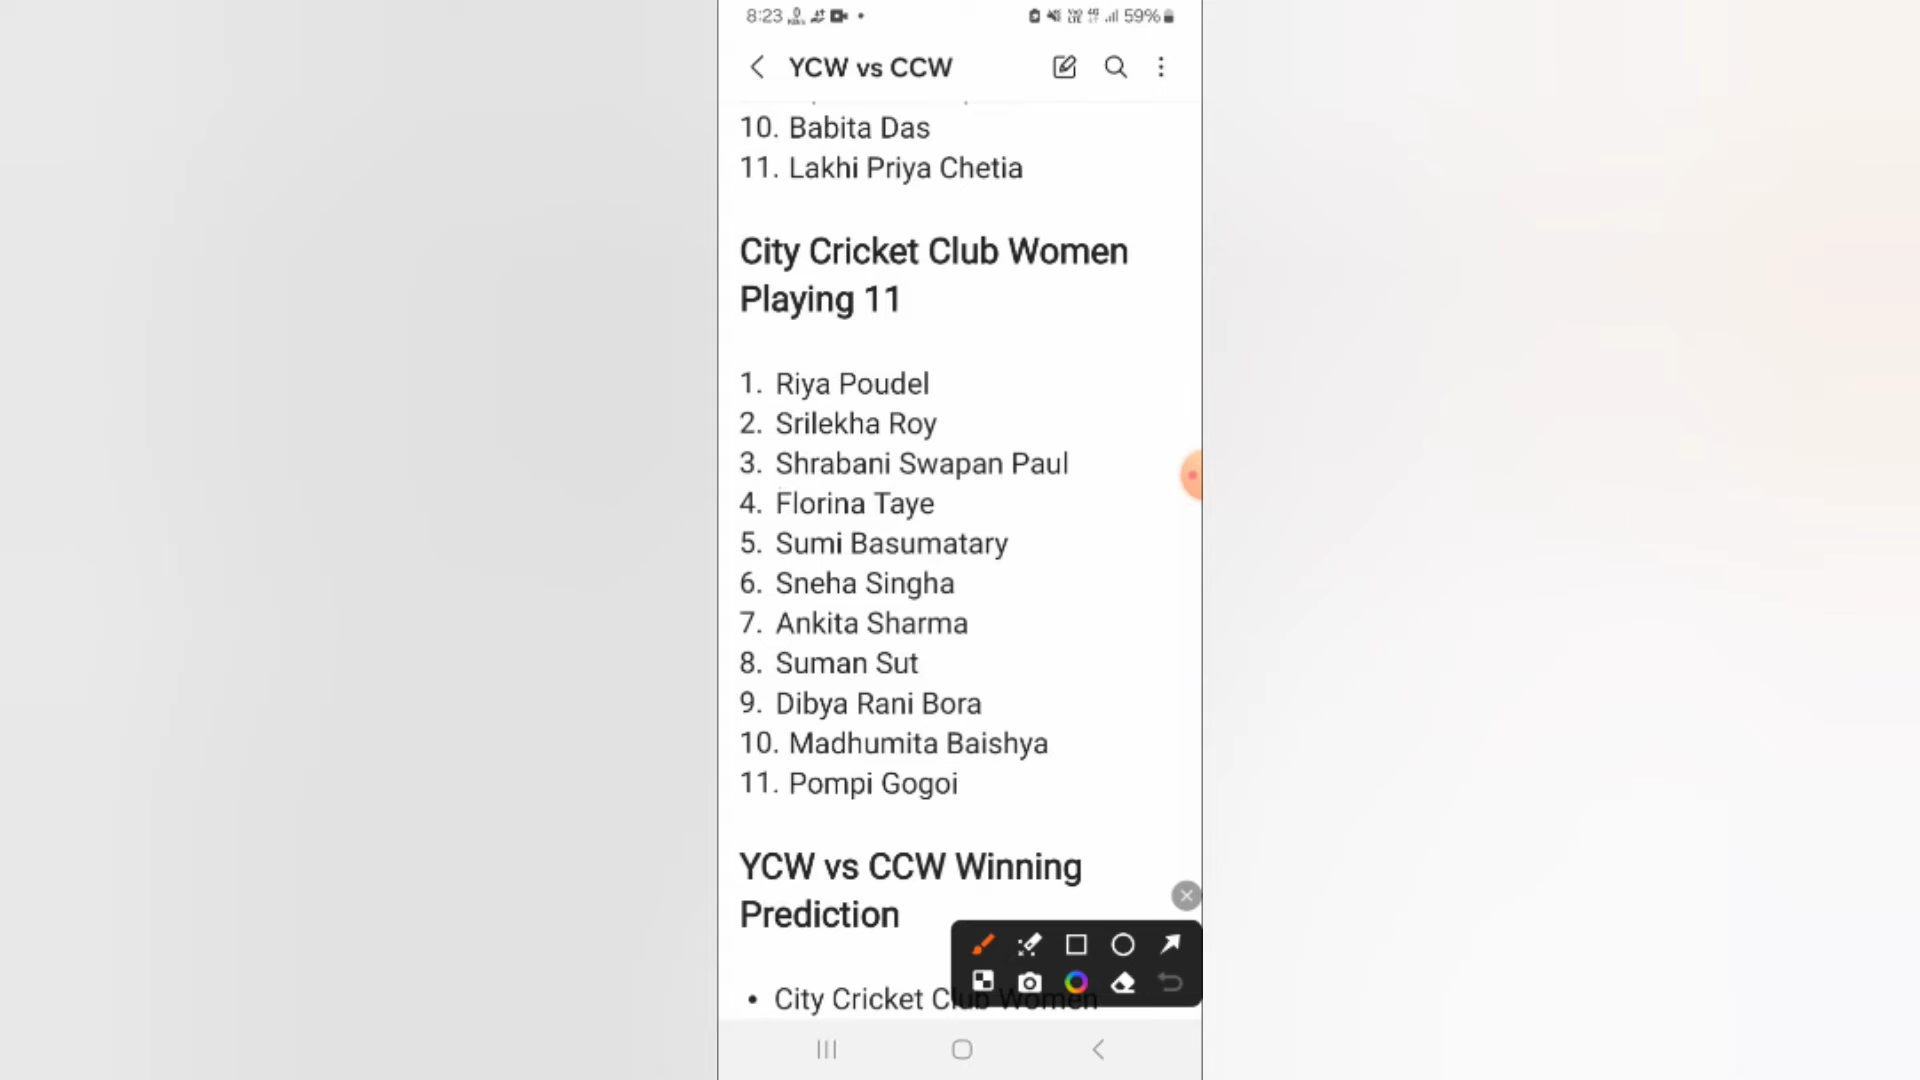 8:23 59%
YCW vs CCW
10. Babita Das
11. Lakhi Priya Chetia
City Cricket Club Women
Playing 11
1. Riya Poudel
2. Srilekha Roy
3. Shrabani Swapan Paul
4. Florina Taye
5. Sumi Basumatary
6. Sneha Singha
7. Ankita Sharma
8. Suman Sut
9. Dibya Rani Bora
10. Madhumita Baishya
11. Pompi Gogoi
YCW vs CCW Winning
Prediction
• City Cricket Club Women